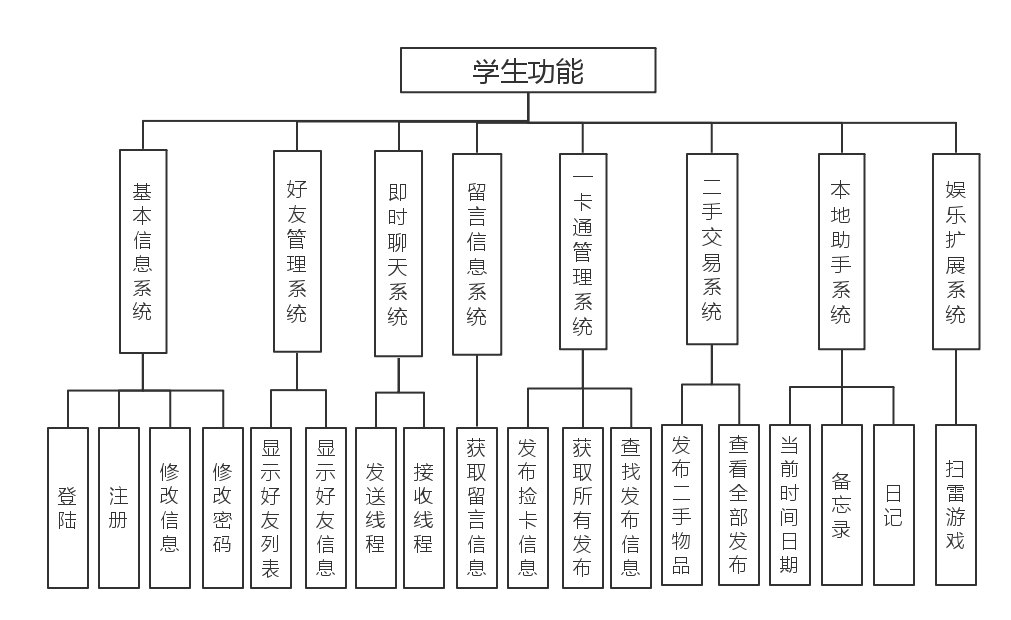 学生功能
基本信息系统
好友管理系统
即时聊天系统
留言信息系统
一卡通管理系统
二手交易系统
本地助手系统
娱乐扩展系统
登陆
注册
修改信息
修改密码
显示好友列表
显示好友信息
发送线程
接收线程
获取留言信息
发布捡卡信息
获取所有发布
查找发布信息
发布二手物品
查看全部发布
当前时间日期
备忘录
日记
扫雷游戏